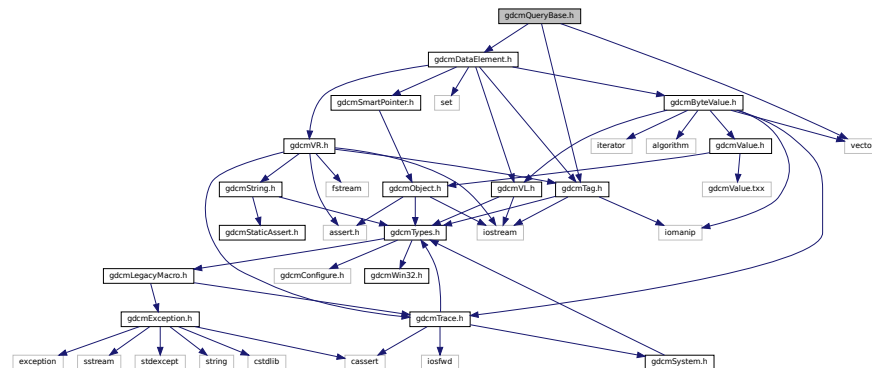 gdcmQueryBase.h
gdcmDataElement.h
gdcmSmartPointer.h
set
gdcmByteValue.h
gdcmVR.h
iterator
algorithm
gdcmValue.h
vector
gdcmString.h
fstream
gdcmObject.h
gdcmVL.h
gdcmTag.h
gdcmValue.txx
gdcmStaticAssert.h
assert.h
gdcmTypes.h
iostream
iomanip
gdcmLegacyMacro.h
gdcmConfigure.h
gdcmWin32.h
gdcmException.h
gdcmTrace.h
exception
sstream
stdexcept
string
cstdlib
cassert
iosfwd
gdcmSystem.h